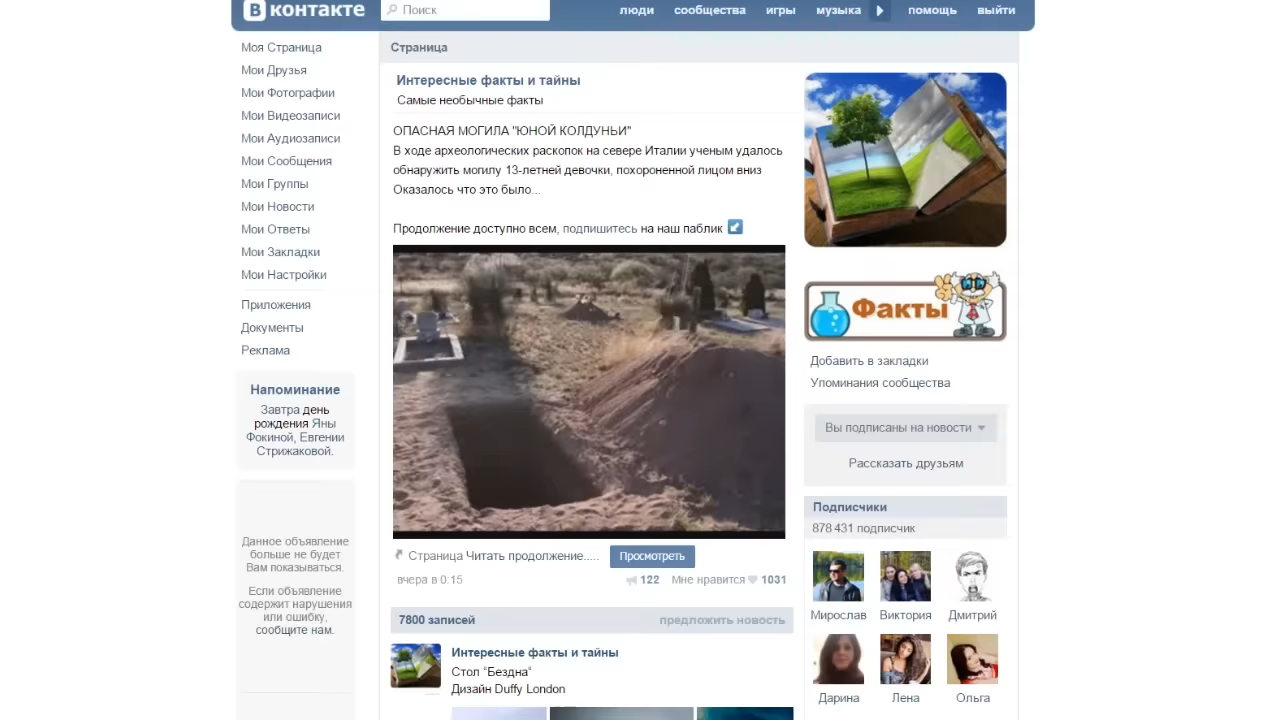 Вконтакте
Поиск
люди сообщества игры музыка помощь выйти
Моя Страница
Мои Друзья
Мои Фотографии
Мои Видеозаписи
Мои Аудиозаписи
Мои Сообщения
Мои Группы
Мои Новости
Мои Ответы
Мои Закладки
Мои Настройки
Приложения
Документы
Реклама
Напоминание
Завтра день
рождения Яны
Фокиной, Евгении
Стрижаковой.
Данное объявление
больше не будет
Вам показываться.
Если объявление
содержит нарушения
или ошибку,
сообщите нам.
Страница
Интересные факты и тайны
Самые необычные факты
ОПАСНАЯ МОГИЛА "ЮНОЙ КОЛДУНЬИ"
В ходе археологических раскопок на севере Италии ученым удалось
обнаружить могилу 13-летней девочки, похороненной лицом вниз
Оказалось что это было...
Продолжение доступно всем, подпишитесь на наш паблик
Страница Читать продолжение..... Просмотреть
вчера в 0:15 122 Мне нравится 1031
7800 записей предложить новость
Интересные факты и тайны
Стол "Бездна"
Дизайн Duffy London
Факты
Добавить в закладки
Упоминания сообщества
Вы подписаны на новости
Рассказать друзьям
Подписчики
878 431 подписчик
Мирослав Виктория Дмитрий
Дарина Лена Ольга